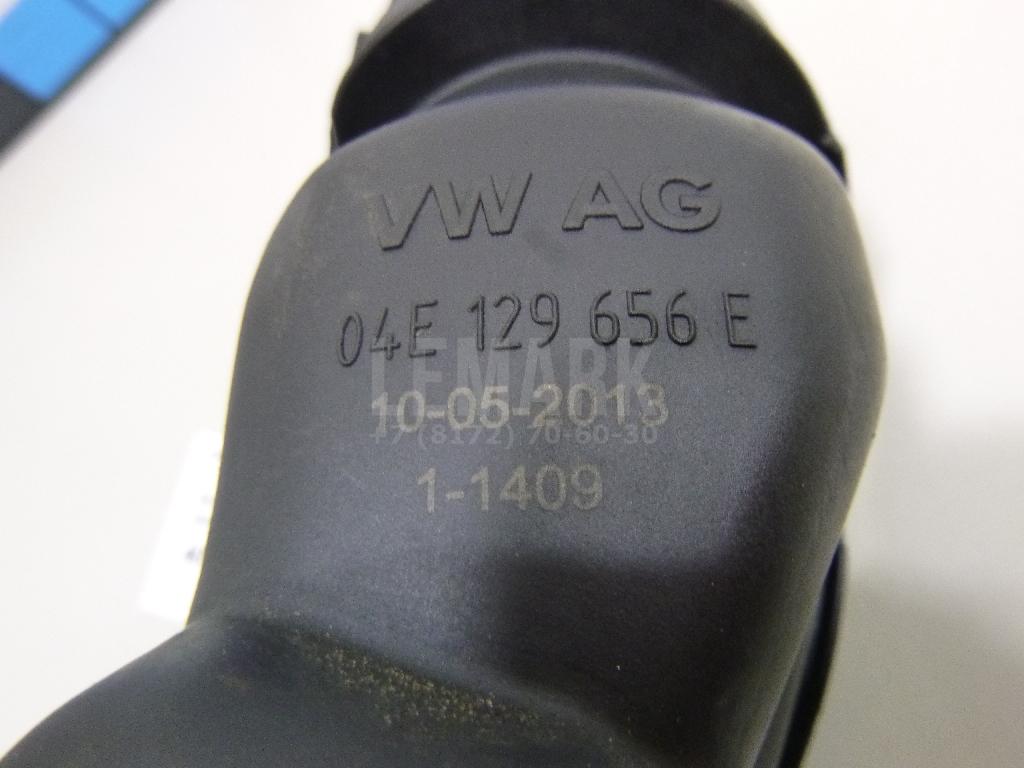 VW AG
04E 129 656 E
LEMARK
10-05-2013
+7 (8172) 70-60-30
1-1409